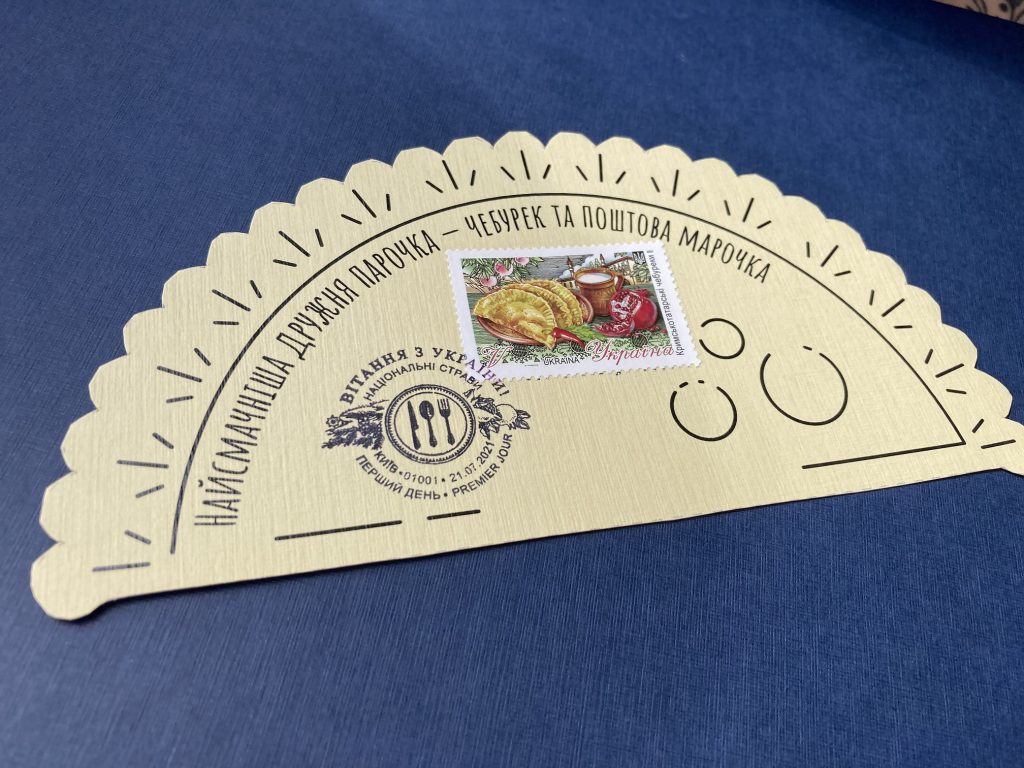 НАЙСМАЧНІША ДРУЖНЯ ПАРОЧКА – ЧЕБУРЕК ТА ПОШТОВА МАРОЧКА
Кримськотатарські чебуреки
UKRAINA
Україна
ВІТАННЯ З УКРАЇНИ!
НАЦІОНАЛЬНІ СТРАВИ
КИЇВ • 01001 • 21.07.2021
ПЕРШИЙ ДЕНЬ • PREMIER JOUR